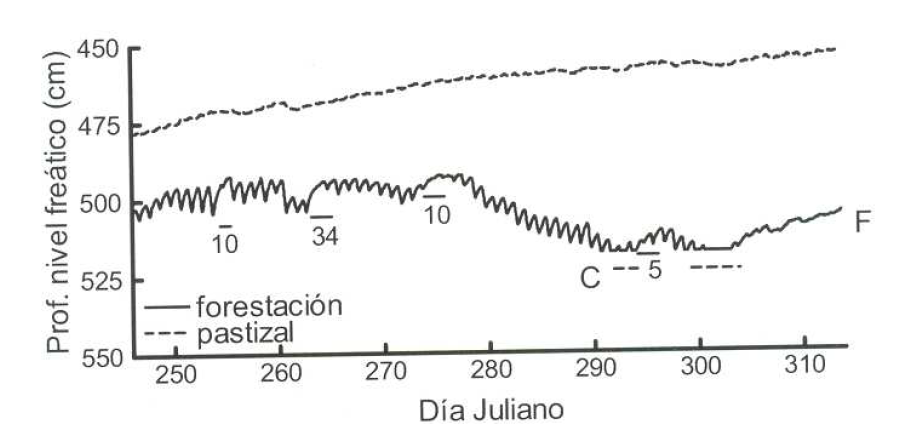 Prof. nivel freático (cm)
450
475
500
525
550
10
34
10
F
C
5
forestación
pastizal
250 260 270 280 290 300 310
Día Juliano